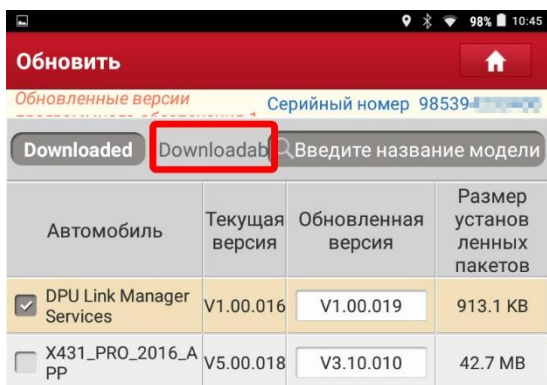 98% 10:45
Обновить
Обновленные версии
Серийный номер 98539
Downloaded Downloadab Введите название модели
Автомобиль
Текущая
версия
Обновленная
версия
Размер
установ
ленных
пакетов
DPU Link Manager
Services
V1.00.016 V1.00.019 913.1 KB
X431_PRO_2016_A
PP
V5.00.018 V3.10.010 42.7 MB